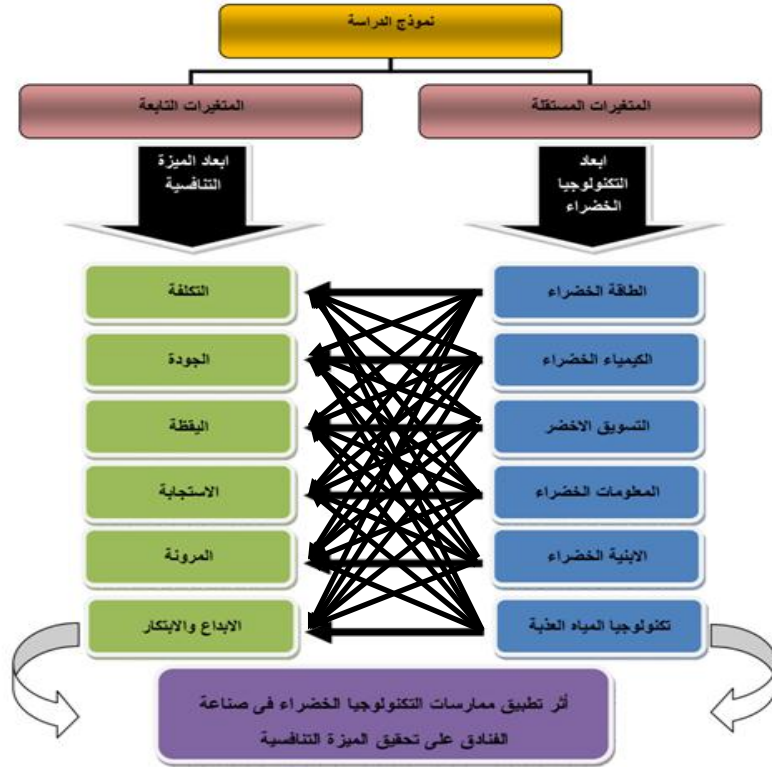 نموذج الدراسة
المتغيرات المستقلة
المتغيرات التابعة
ابعاد
التكنولوجيا
الخضراء
ابعاد الميزة
التنافسية
الطاقة الخضراء
التكلفة
الكيمياء الخضراء
الجودة
التسويق الاخضر
اليقظة
المعلومات الخضراء
الاستجابة
الابنية الخضراء
المرونة
تكنولوجيا المياه العذبة
الابداع والابتكار
أثر تطبيق ممارسات التكنولوجيا الخضراء فى صناعة
الفنادق على تحقيق الميزة التنافسية